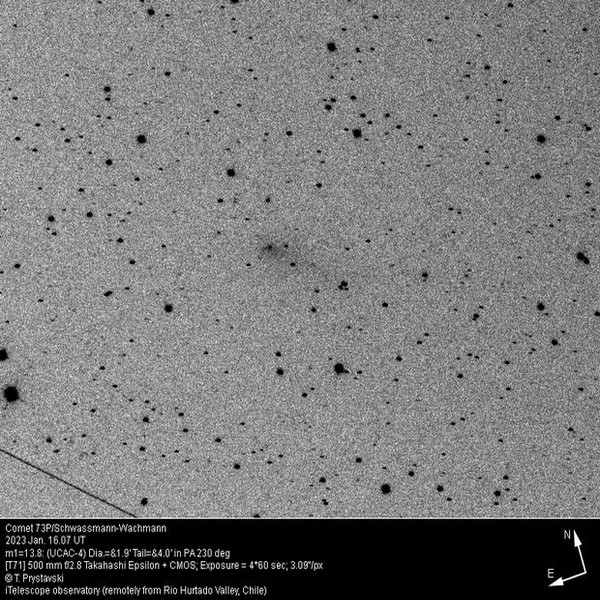 Comet 73P/Schwassmann-Wachmann
2023 Jan. 16.07 UT
m1=13.8: (UCAC-4) Dia.=&1.9' Tail=&4.0' in PA 230 deg
[T71] 500 mm f/2.8 Takahashi Epsilon + CMOS; Exposure = 4*60 sec; 3.09"/px
© T. Prystavski
iTelescope observatory (remotely from Rio Hurtado Valley, Chile)
N
E